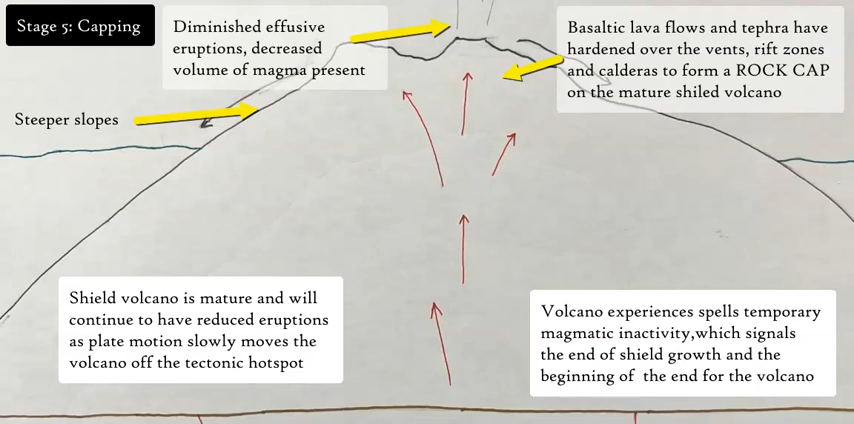 Stage 5: Capping
Diminished effusive
eruptions, decreased
volume of magma present
Basaltic lava flows and tephra have
hardened over the vents, rift zones
and calderas to form a ROCK CAP
on the mature shiled volcano
Steeper slopes
Shield volcano is mature and will
continue to have reduced eruptions
as plate motion slowly moves the
volcano off the tectonic hotspot
Volcano experiences spells temporary
magmatic inactivity,which signals
the end of shield growth and the
beginning of the end for the volcano